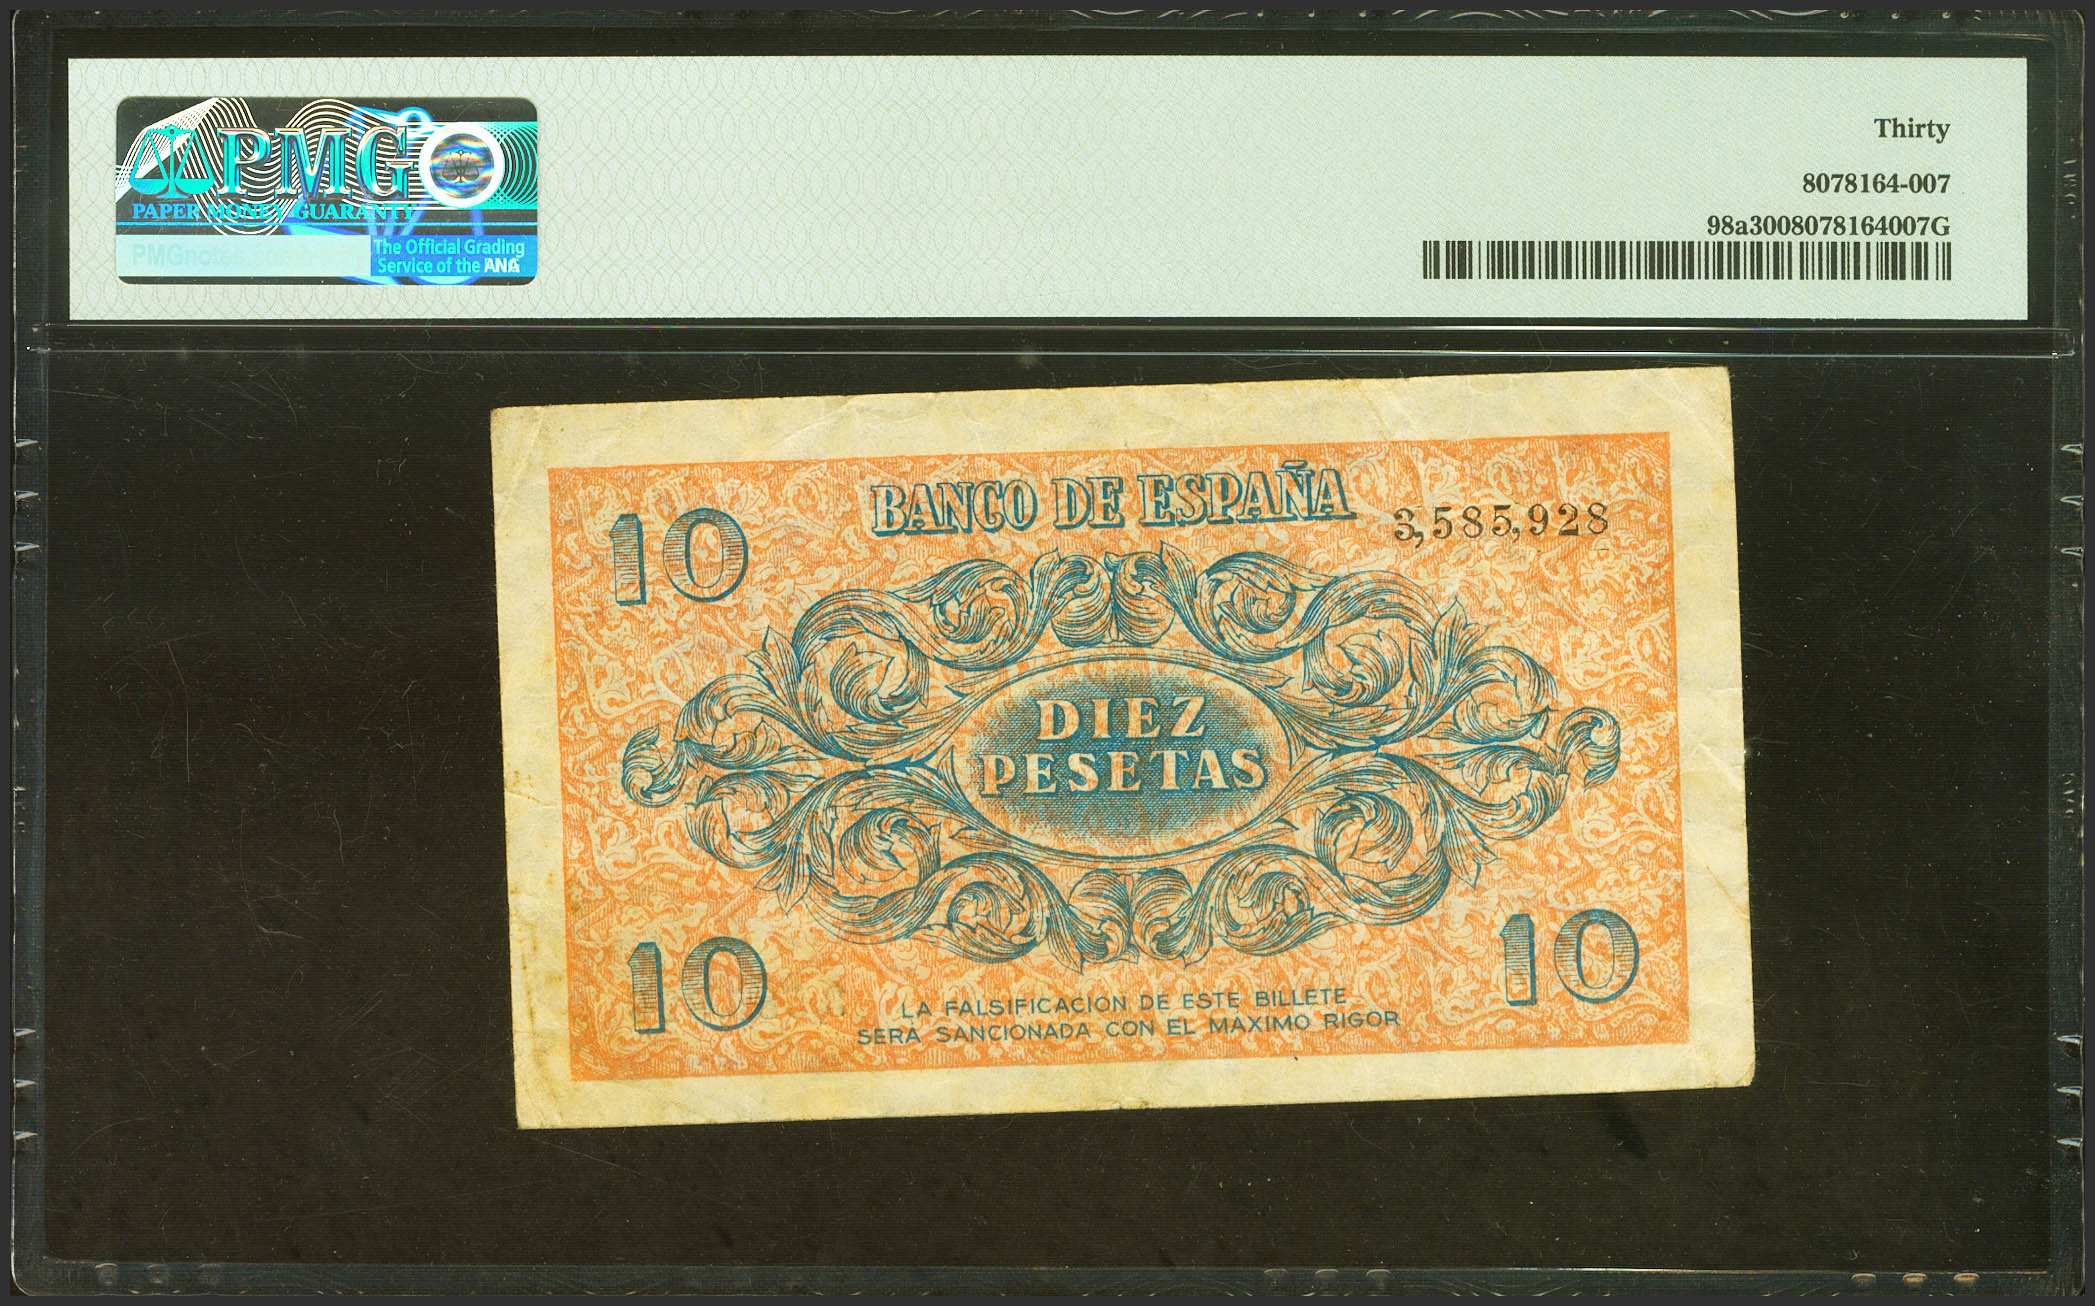 PMG
PAPER MONEY GUARANTY
The Official Grading
Service of the ANA
Thirty
8078164-007
98a3008078164007G
BANCO DE ESPAÑA
3,585,928
10
DIEZ
PESETAS
10
10
LA FALSIFICACION DE ESTE BILLETE
SERA SANCIONADA CON EL MAXIMO RIGOR